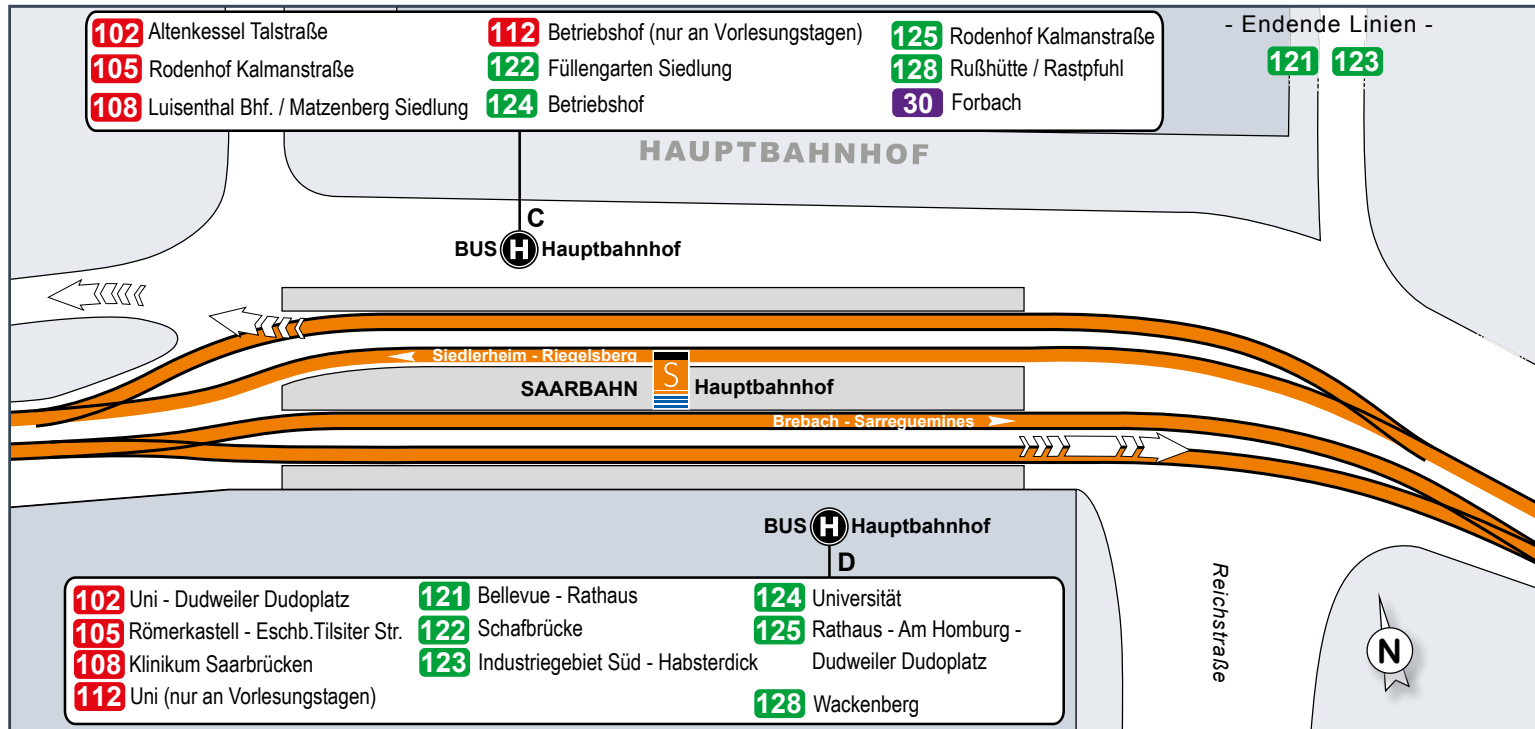 102 Altenkessel Talstraße
105 Rodenhof Kalmanstraße
108 Luisenthal Bhf. / Matzenberg Siedlung
112 Betriebshof (nur an Vorlesungstagen)
122 Füllengarten Siedlung
124 Betriebshof
125 Rodenhof Kalmanstraße
128 Rußhütte / Rastpfuhl
30 Forbach
- Endende Linien -
121 123
HAUPTBAHNHOF
C
BUS H Hauptbahnhof
Siedlerheim - Riegelsberg
SAARBAHN S Hauptbahnhof
Brebach - Sarreguemines
BUS H Hauptbahnhof
D
102 Uni - Dudweiler Dudoplatz
105 Römerkastell - Eschb.Tilsiter Str.
108 Klinikum Saarbrücken
112 Uni (nur an Vorlesungstagen)
121 Bellevue - Rathaus
122 Schafbrücke
123 Industriegebiet Süd - Habsterdick
124 Universität
125 Rathaus - Am Homburg -
Dudweiler Dudoplatz
128 Wackenberg
Reichstraße
N